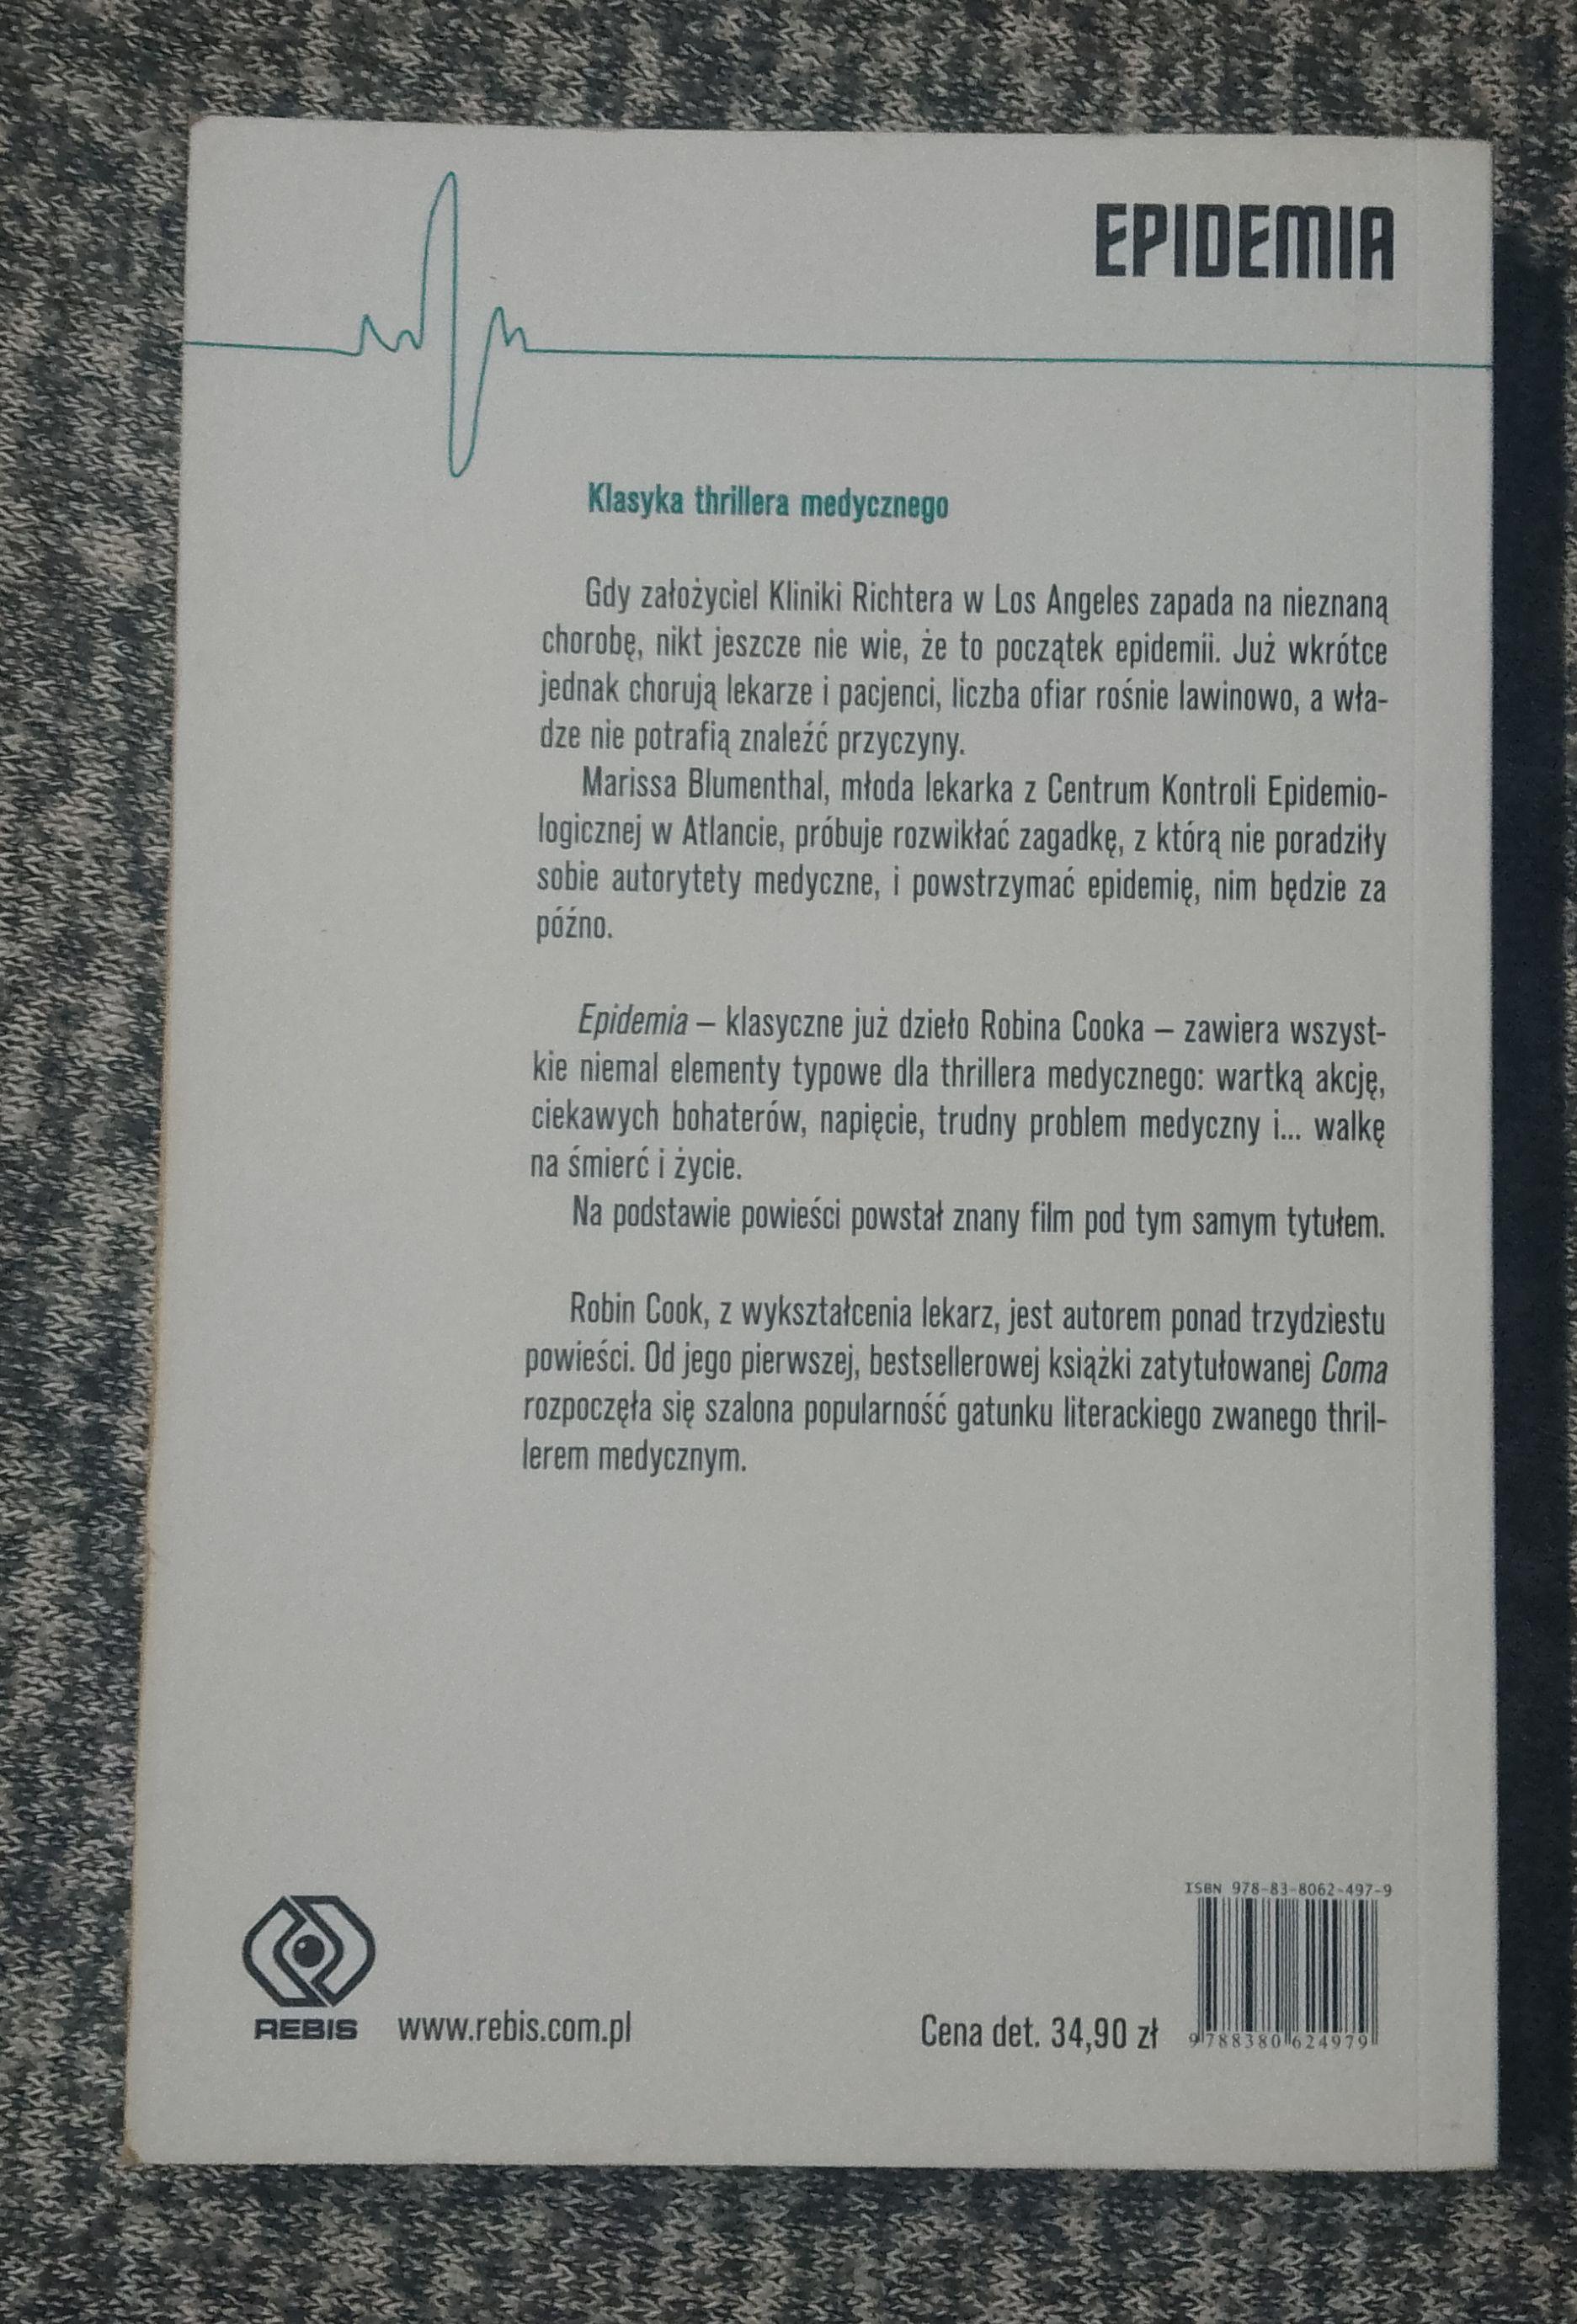 EPIDEMIA
Klasyka thrillera medycznego
Gdy założyciel Kliniki Richtera w Los Angeles zapada na nieznaną
chorobę, nikt jeszcze nie wie, że to początek epidemii. Już wkrótce
jednak chorują lekarze i pacjenci, liczba ofiar rośnie lawinowo, a wła-
dze nie potrafią znaleźć przyczyny.
Marissa Blumenthal, młoda lekarka z Centrum Kontroli Epidemio-
logicznej w Atlancie, próbuje rozwikłać zagadkę, z którą nie poradziły
sobie autorytety medyczne, i powstrzymać epidemię, nim będzie za
późno.
Epidemia – klasyczne już dzieło Robina Cooka – zawiera wszyst-
kie niemal elementy typowe dla thrillera medycznego: wartką akcję,
ciekawych bohaterów, napięcie, trudny problem medyczny i... walkę
na śmierć i życie.
Na podstawie powieści powstał znany film pod tym samym tytułem.
Robin Cook, z wykształcenia lekarz, jest autorem ponad trzydziestu
powieści. Od jego pierwszej, bestsellerowej książki zatytułowanej Coma
rozpoczęła się szalona popularność gatunku literackiego zwanego thril-
lerem medycznym.
REBIS
www.rebis.com.pl
Cena det. 34,90 zł
ISBN 978-83-8062-497-9
9 788380 624979